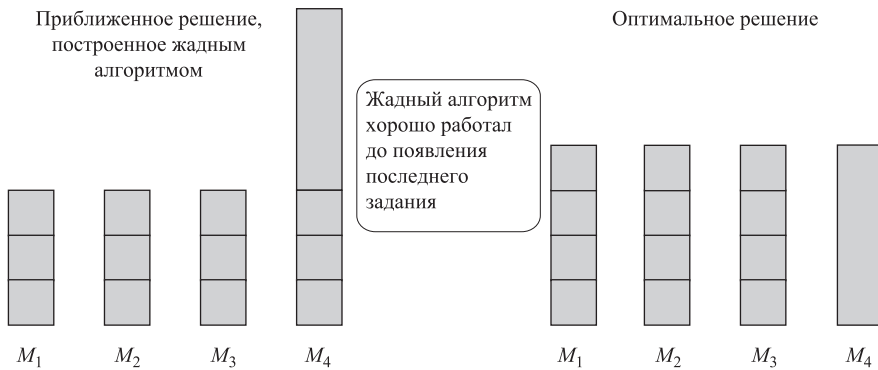 Приближенное решение,
построенное жадным
алгоритмом
Оптимальное решение
Жадный алгоритм
хорошо работал
до появления
последнего
задания
M₁ M₂ M₃ M₄ M₁ M₂ M₃ M₄